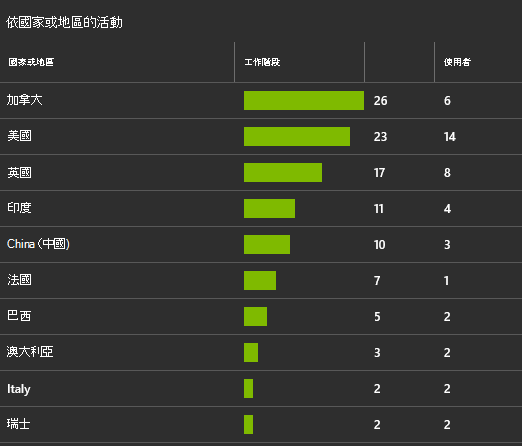 依國家或地區的活動
國家或地區 工作階段 使用者
加拿大 26 6
美國 23 14
英國 17 8
印度 11 4
China (中國) 10 3
法國 7 1
巴西 5 2
澳大利亞 3 2
Italy 2 2
瑞士 2 2